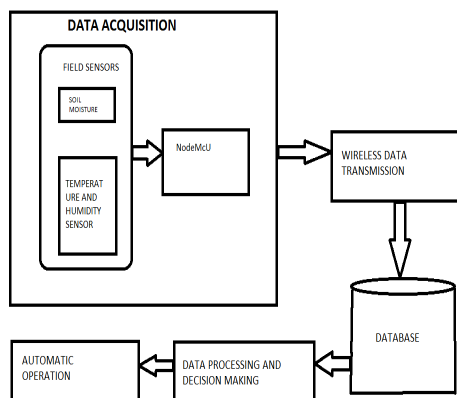 DATA ACQUISITION
FIELD SENSORS
SOIL
MOISTURE
TEMPERAT
URE AND
HUMIDITY
SENSOR
NodeMcU
WIRELESS DATA
TRANSMISSION
DATABASE
DATA PROCESSING AND
DECISION MAKING
AUTOMATIC
OPERATION